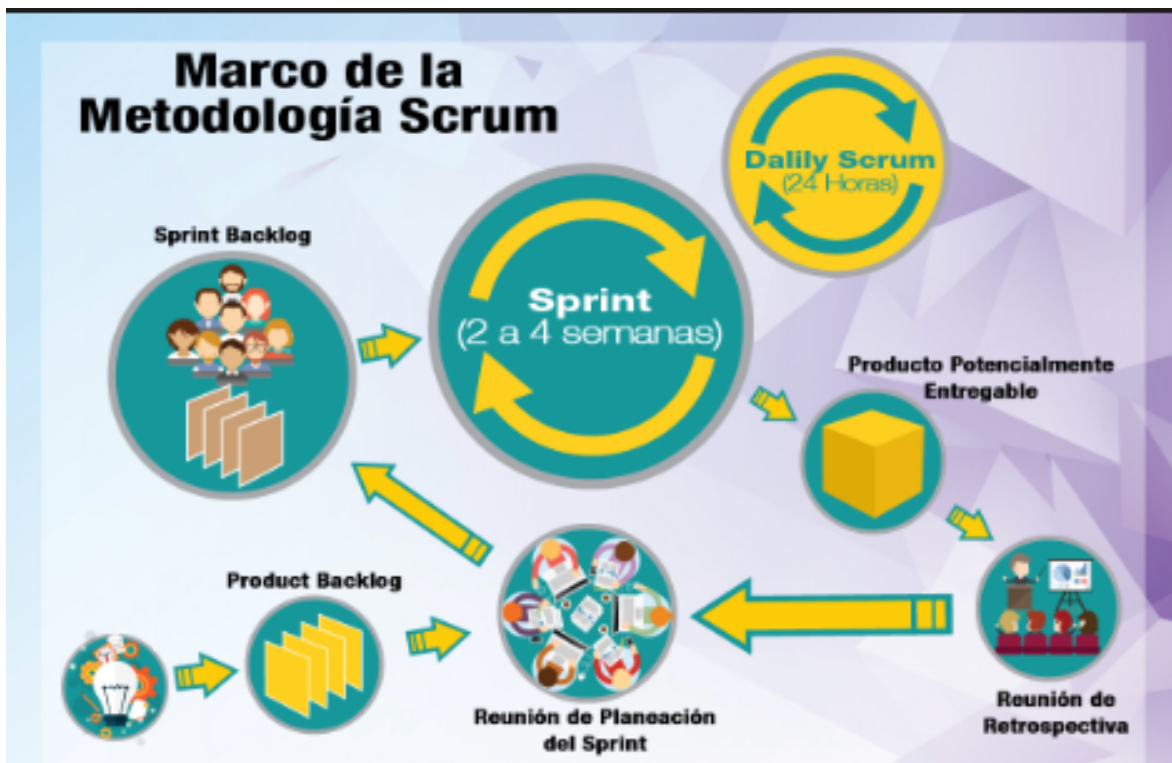 Marco de la
Metodología Scrum
Dalily Scrum
(24 Horas)
Sprint Backlog
Sprint
(2 a 4 semanas)
Producto Potencialmente
Entregable
Product Backlog
Reunión de Planeación
del Sprint
Reunión de
Retrospectiva